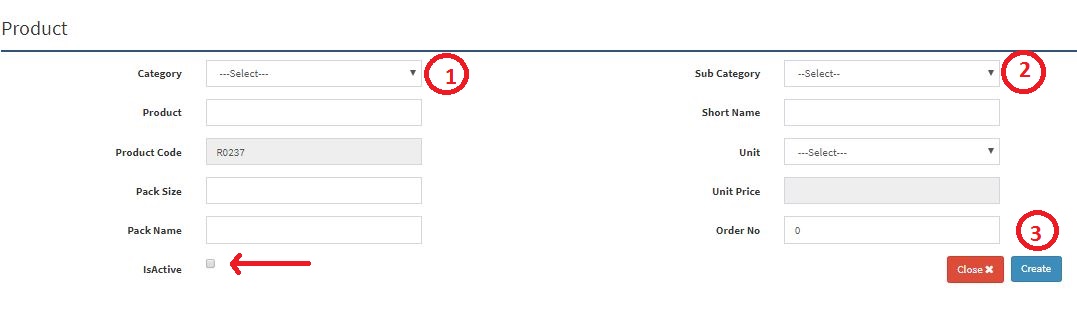 Product
Category ---Select--- 1 Sub Category --Select-- 2
Product Short Name
Product Code R0237 Unit ---Select---
Pack Size Unit Price
Pack Name Order No 0 3
IsActive Close ✖ Create